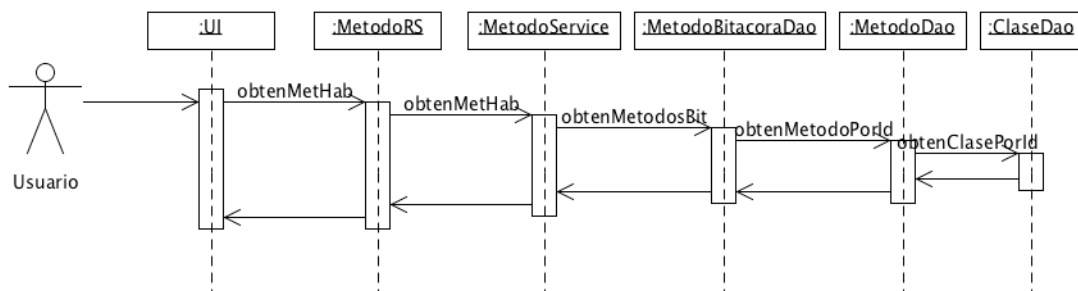 :UI
:MetodoRS
:MetodoService
:MetodoBitacoraDao
:MetodoDao
:ClaseDao
obtenMetHab
obtenMetHab
obtenMetodosBit
obtenMetodoPorId
obtenClasePorId
Usuario